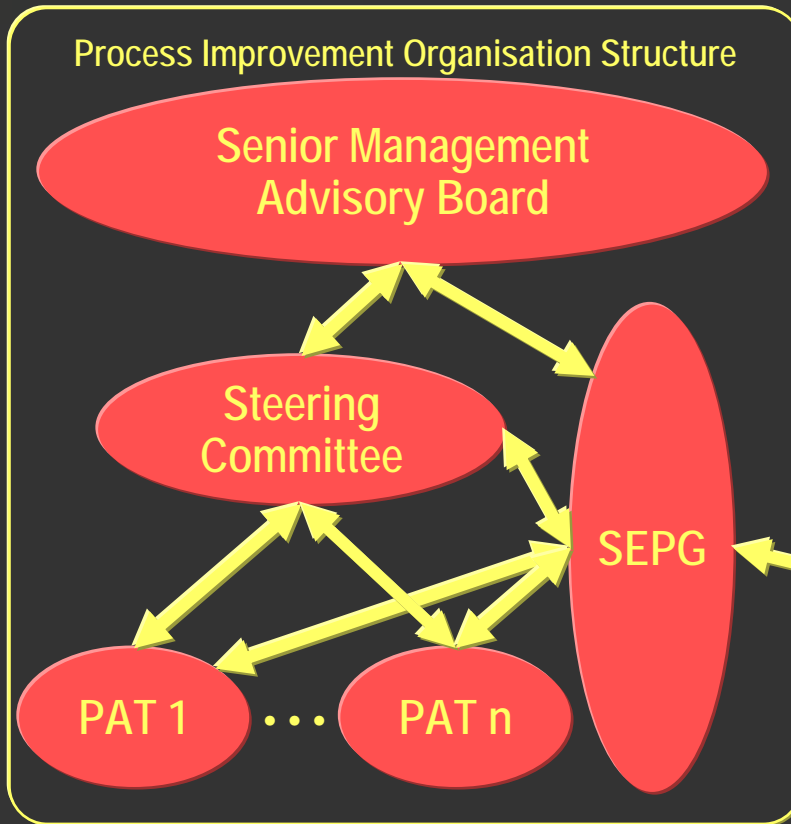 Process Improvement Organisation Structure
Senior Management
Advisory Board
Steering
Committee
SEPG
PAT 1
...
PAT n